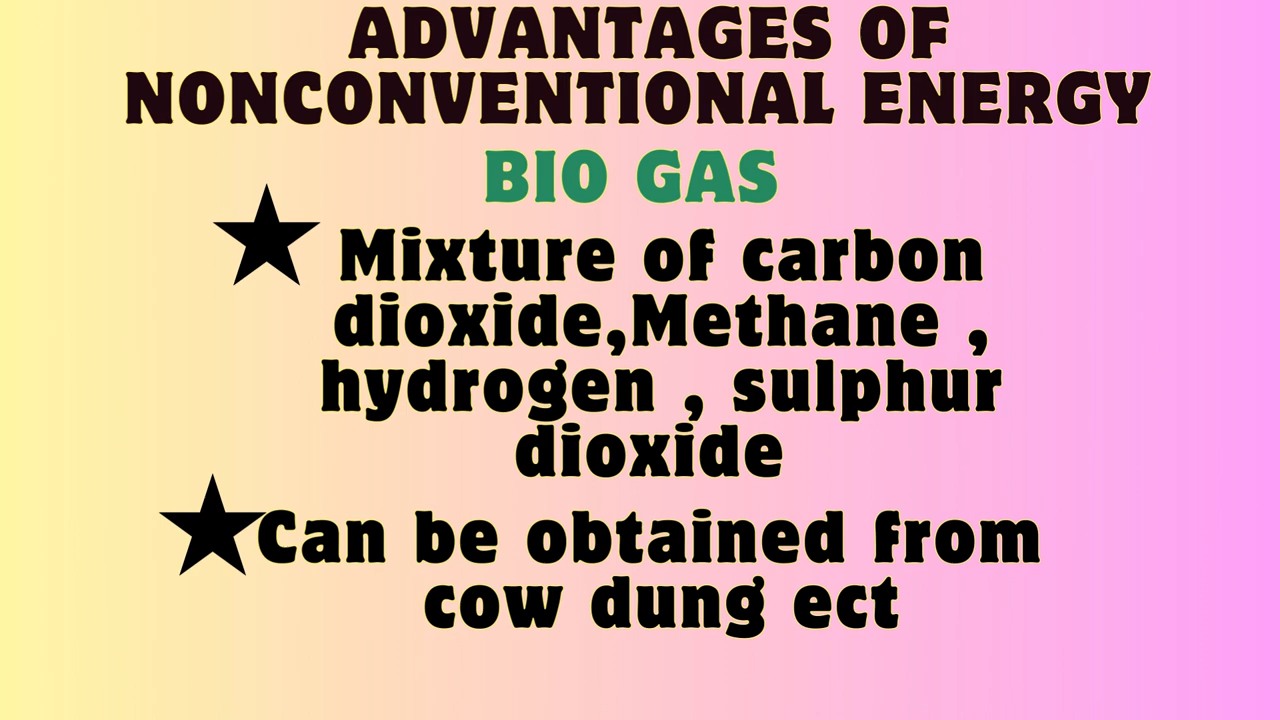 ADVANTAGES OF
NONCONVENTIONAL ENERGY
BIO GAS
Mixture of carbon
dioxide,Methane ,
hydrogen , sulphur
dioxide
Can be obtained from
cow dung ect